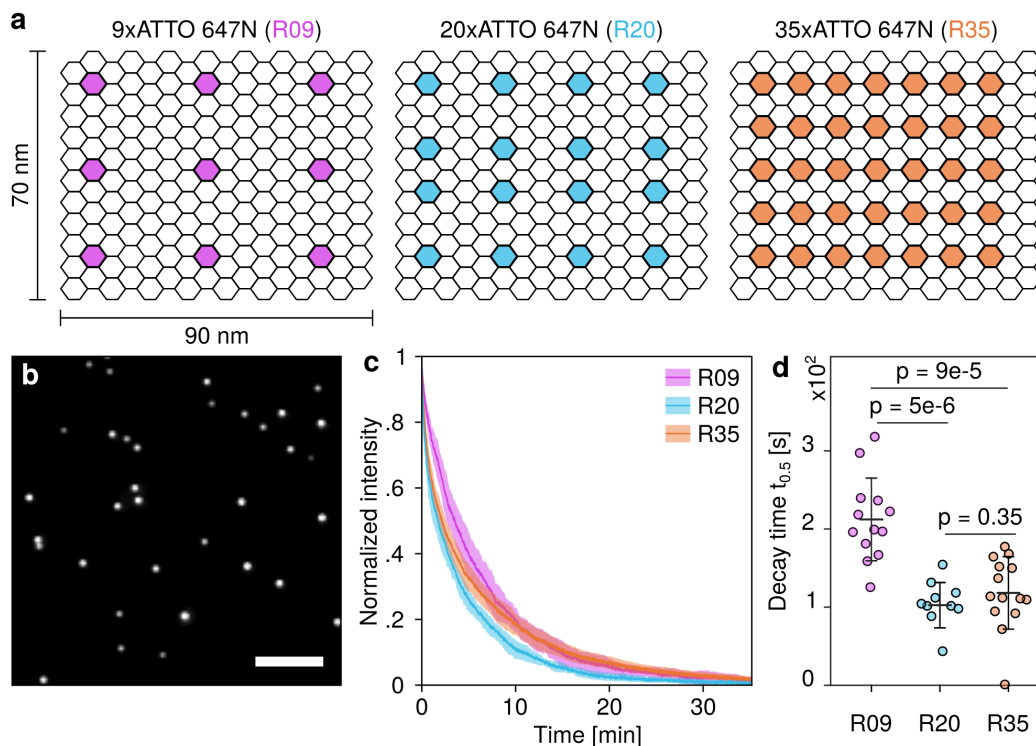 a
9xATTO 647N (R09)
20xATTO 647N (R20)
35xATTO 647N (R35)
70 nm
90 nm
b
c
Normalized intensity
1
.8
.6
.4
.2
0
0
10
20
30
Time [min]
R09
R20
R35
d
x10²
Decay time t₀.₅ [s]
3
2
1
0
p = 9e-5
p = 5e-6
p = 0.35
R09
R20
R35